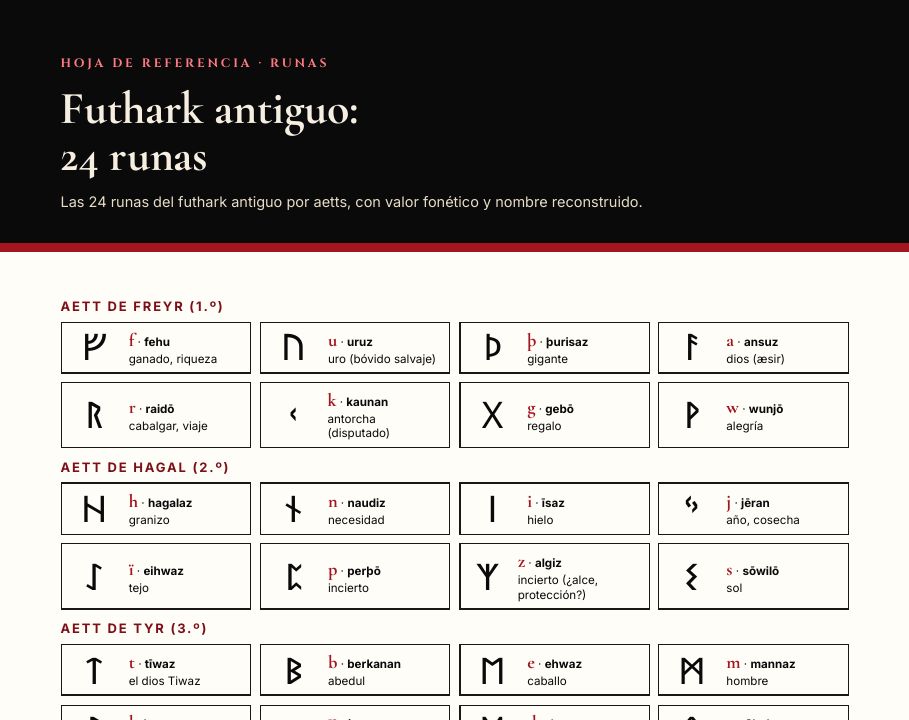 HOJA DE REFERENCIA · RUNAS
Futhark antiguo:
24 runas
Las 24 runas del futhark antiguo por aetts, con valor fonético y nombre reconstruido.
AETT DE FREYR (1.º)
ᚠ f · fehu
ganado, riqueza
ᚢ u · uruz
uro (bóvido salvaje)
ᚦ þ · þurisaz
gigante
ᚨ a · ansuz
dios (æsir)
ᚱ r · raidō
cabalgar, viaje
ᚲ k · kaunan
antorcha
(disputado)
ᚷ g · gebō
regalo
ᚹ w · wunjō
alegría
AETT DE HAGAL (2.º)
ᚺ h · hagalaz
granizo
ᚾ n · naudiz
necesidad
ᛁ i · īsaz
hielo
ᛃ j · jēran
año, cosecha
ᛇ ï · eihwaz
tejo
ᛈ p · perþō
incierto
ᛉ z · algiz
incierto (¿alce,
protección?)
ᛊ s · sōwilō
sol
AETT DE TYR (3.º)
ᛏ t · tīwaz
el dios Tiwaz
ᛒ b · berkanan
abedul
ᛖ e · ehwaz
caballo
ᛗ m · mannaz
hombre